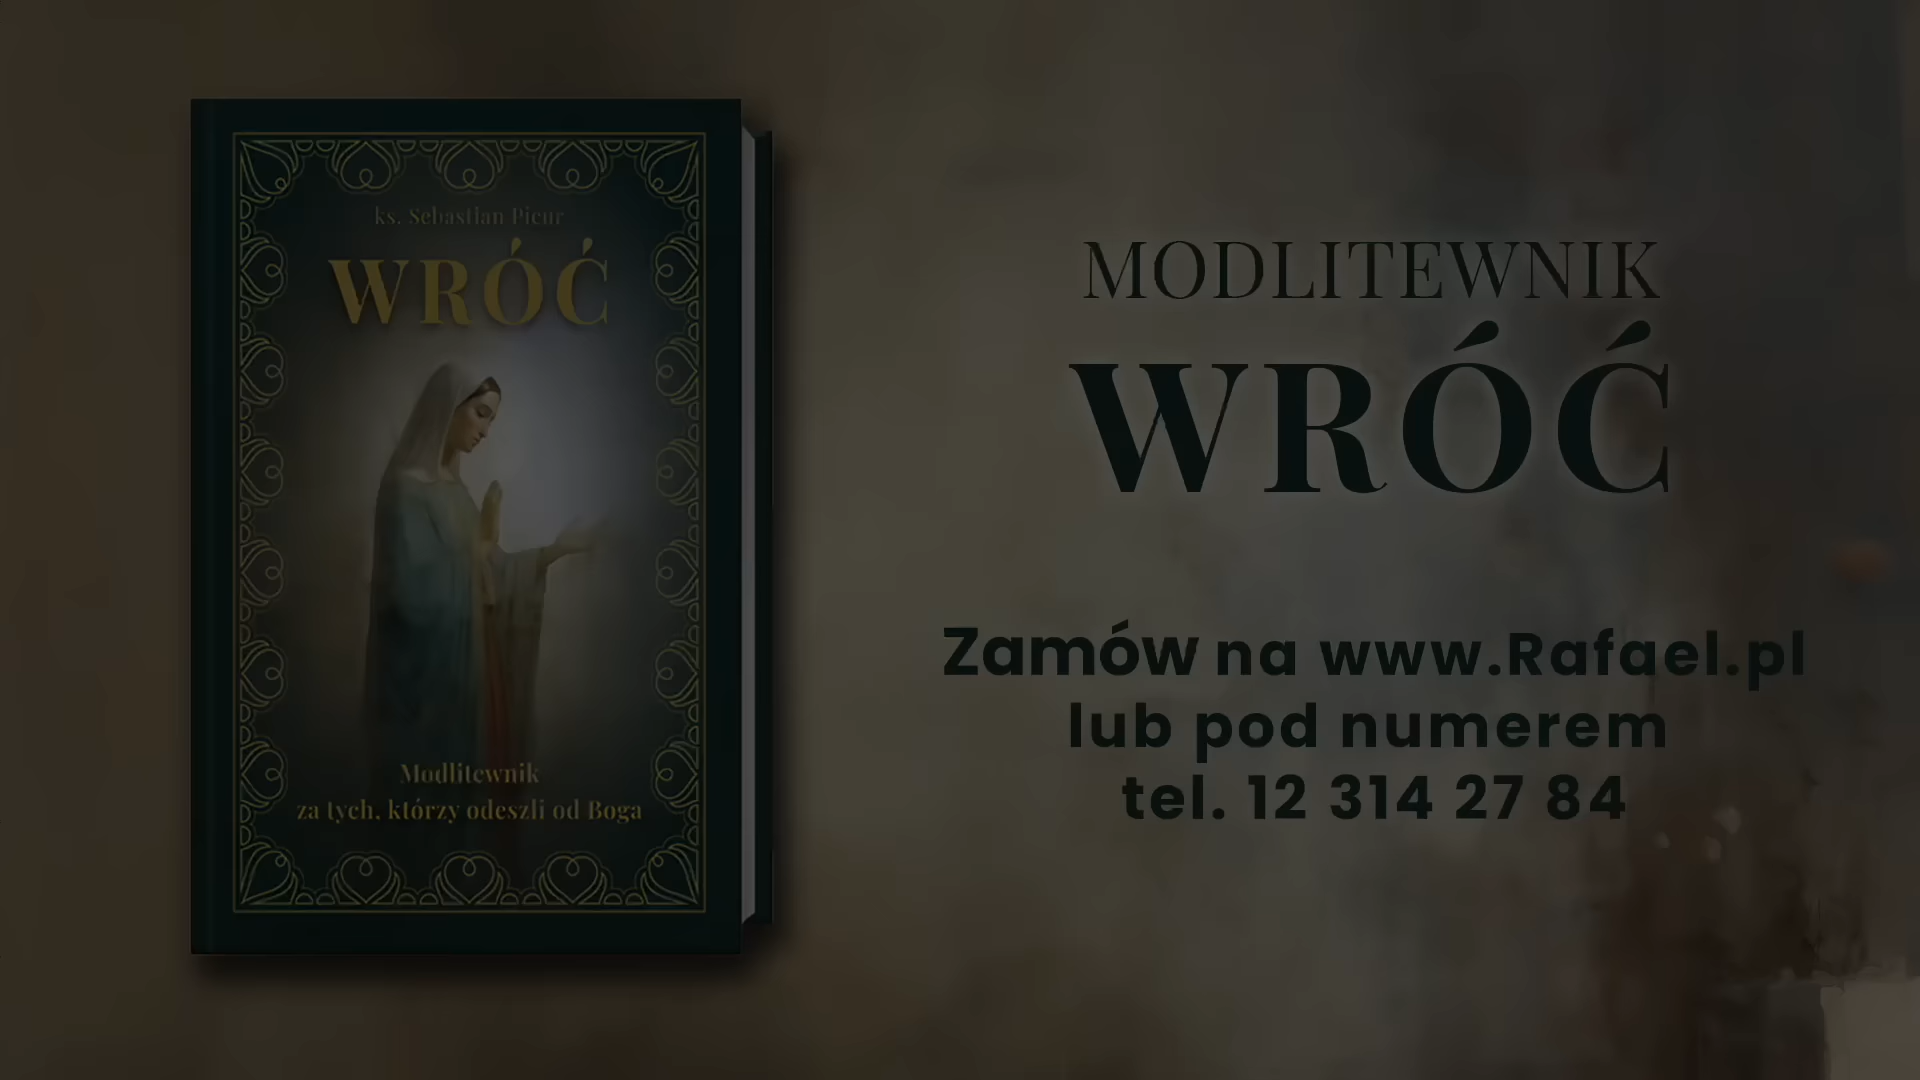 ks. Sebastian Picur
WRÓĆ
Modlitewnik
za tych, którzy odeszli od Boga
MODLITEWNIK
WRÓĆ
Zamów na www.Rafael.pl
lub pod numerem
tel. 12 314 27 84